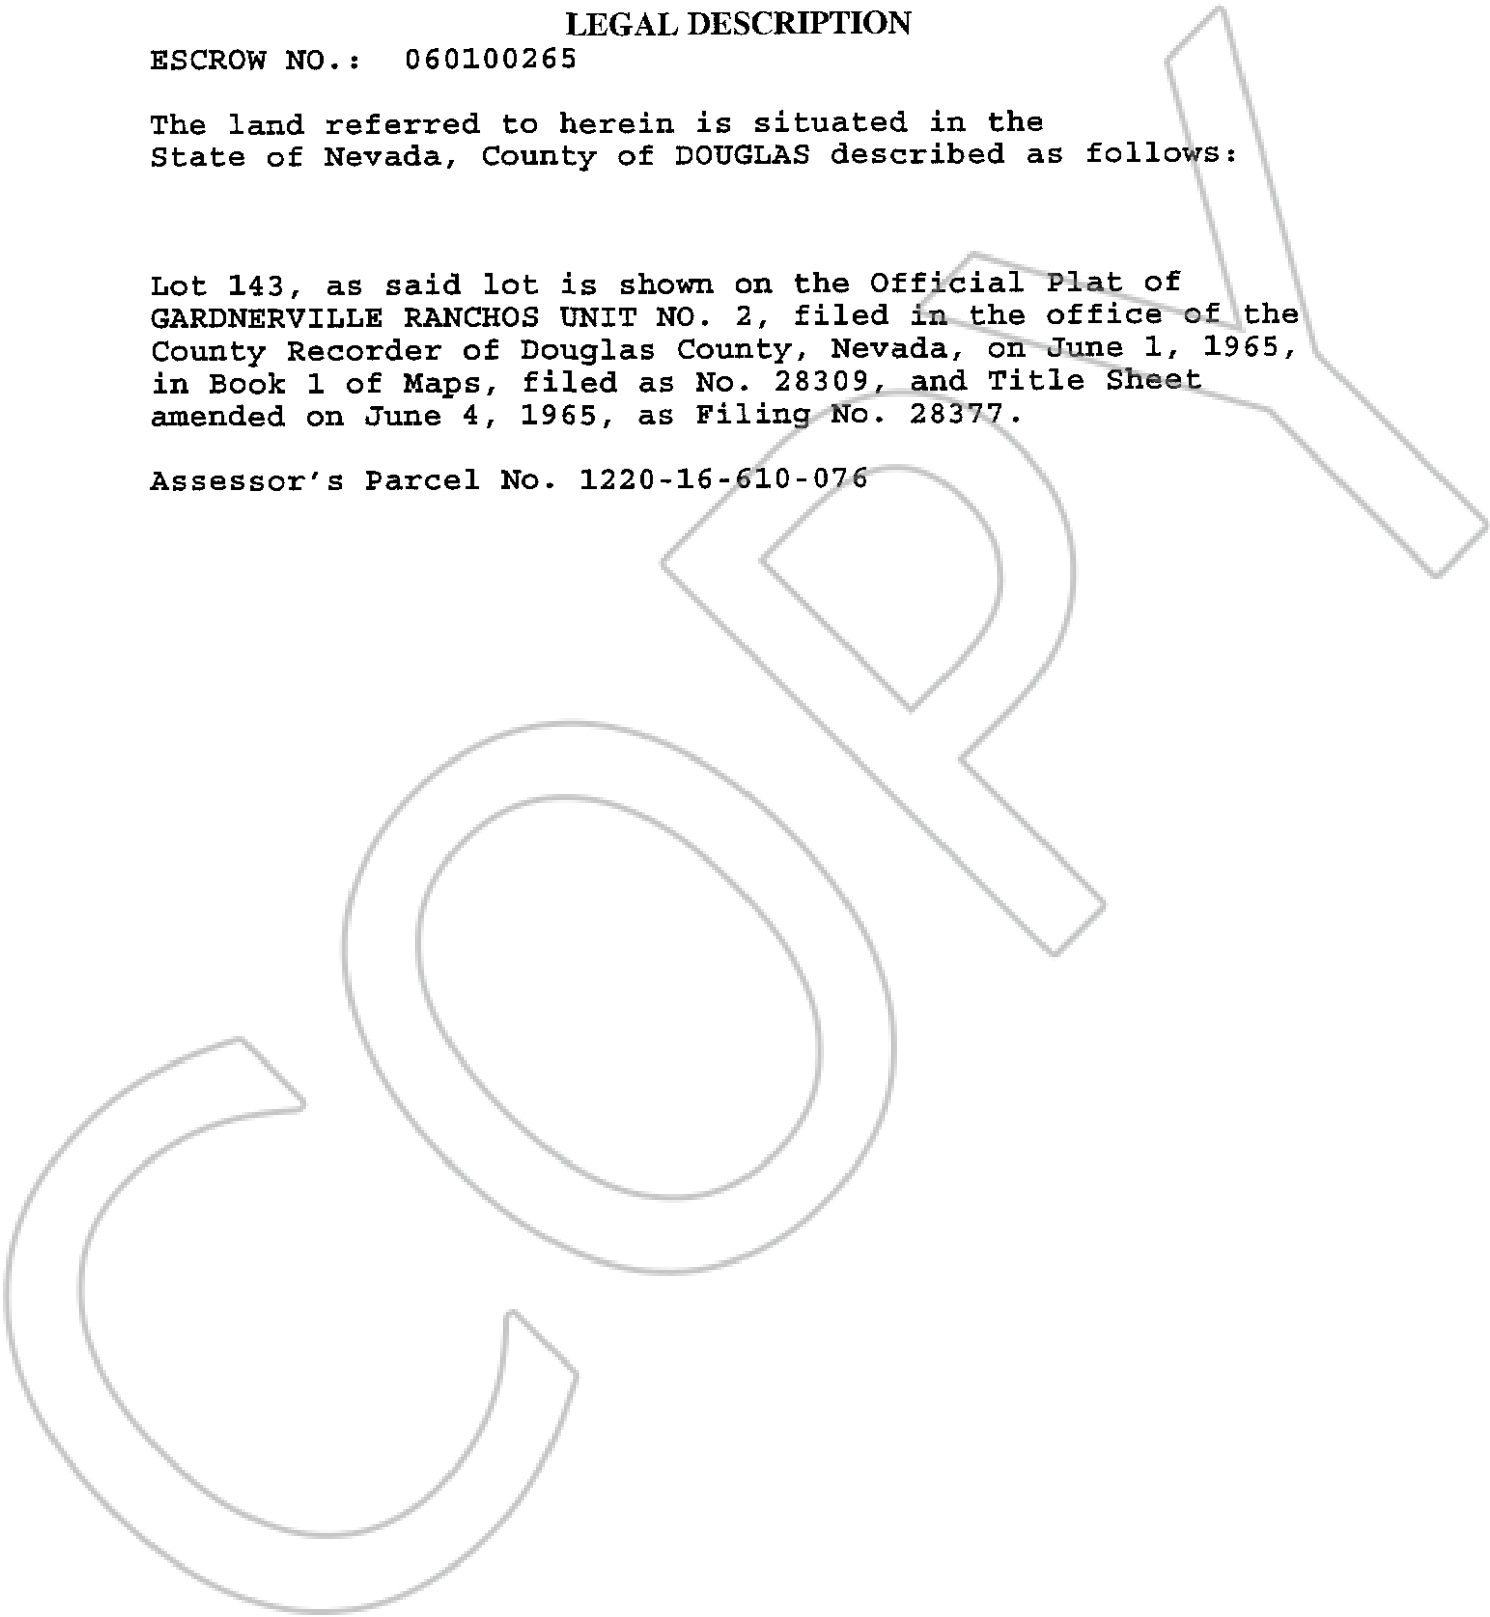 LEGAL DESCRIPTION
ESCROW NO.: 060100265
The land referred to herein is situated in the
State of Nevada, County of DOUGLAS described as follows:
Lot 143, as said lot is shown on the Official Plat of
GARDNERVILLE RANCHOS UNIT NO. 2, filed in the office of the
County Recorder of Douglas County, Nevada, on June 1, 1965,
in Book 1 of Maps, filed as No. 28309, and Title Sheet
amended on June 4, 1965, as Filing No. 28377.
Assessor's Parcel No. 1220-16-610-076
COPY